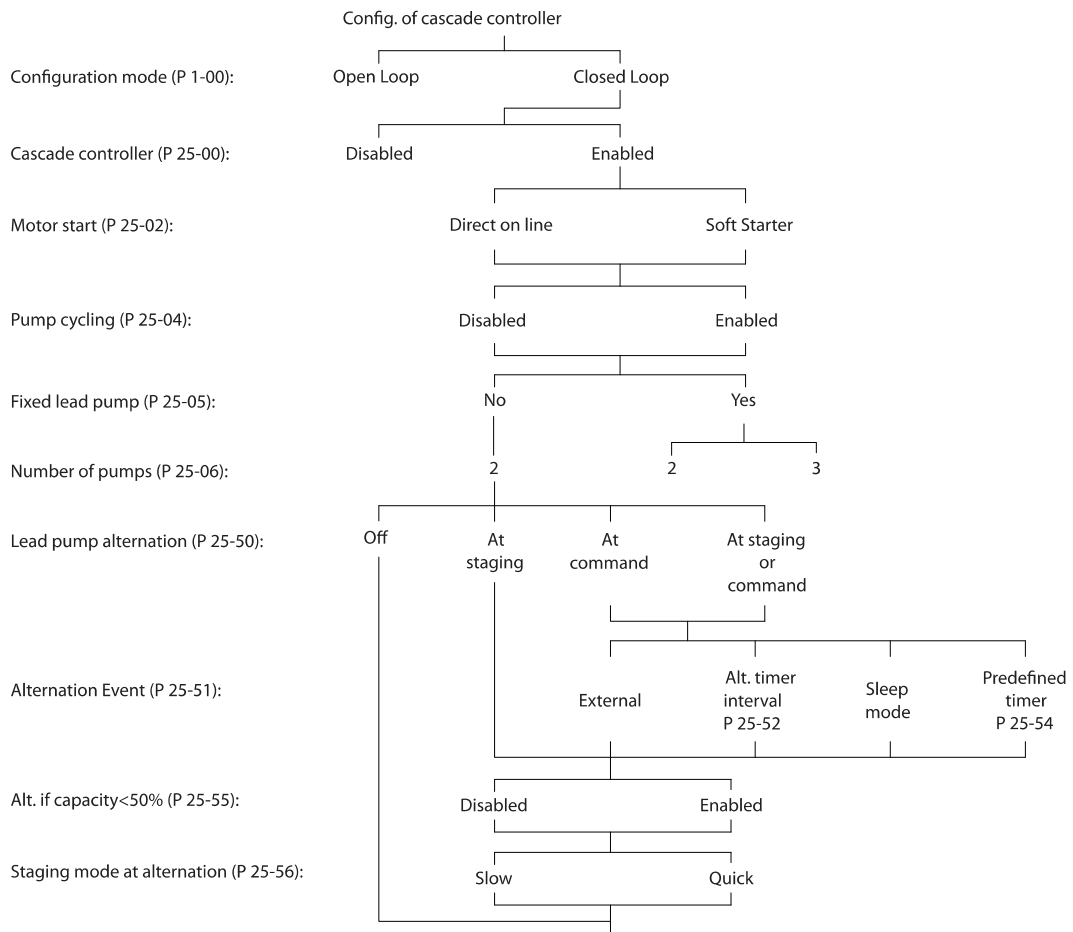 Config. of cascade controller
Configuration mode (P 1-00):
Open Loop
Closed Loop
Cascade controller (P 25-00):
Disabled
Enabled
Motor start (P 25-02):
Direct on line
Soft Starter
Pump cycling (P 25-04):
Disabled
Enabled
Fixed lead pump (P 25-05):
No
Yes
Number of pumps (P 25-06):
2
2
3
Lead pump alternation (P 25-50):
Off
At
staging
At
command
At staging
or
command
Alternation Event (P 25-51):
External
Alt. timer
interval
P 25-52
Sleep
mode
Predefined
timer
P 25-54
Alt. if capacity<50% (P 25-55):
Disabled
Enabled
Staging mode at alternation (P 25-56):
Slow
Quick